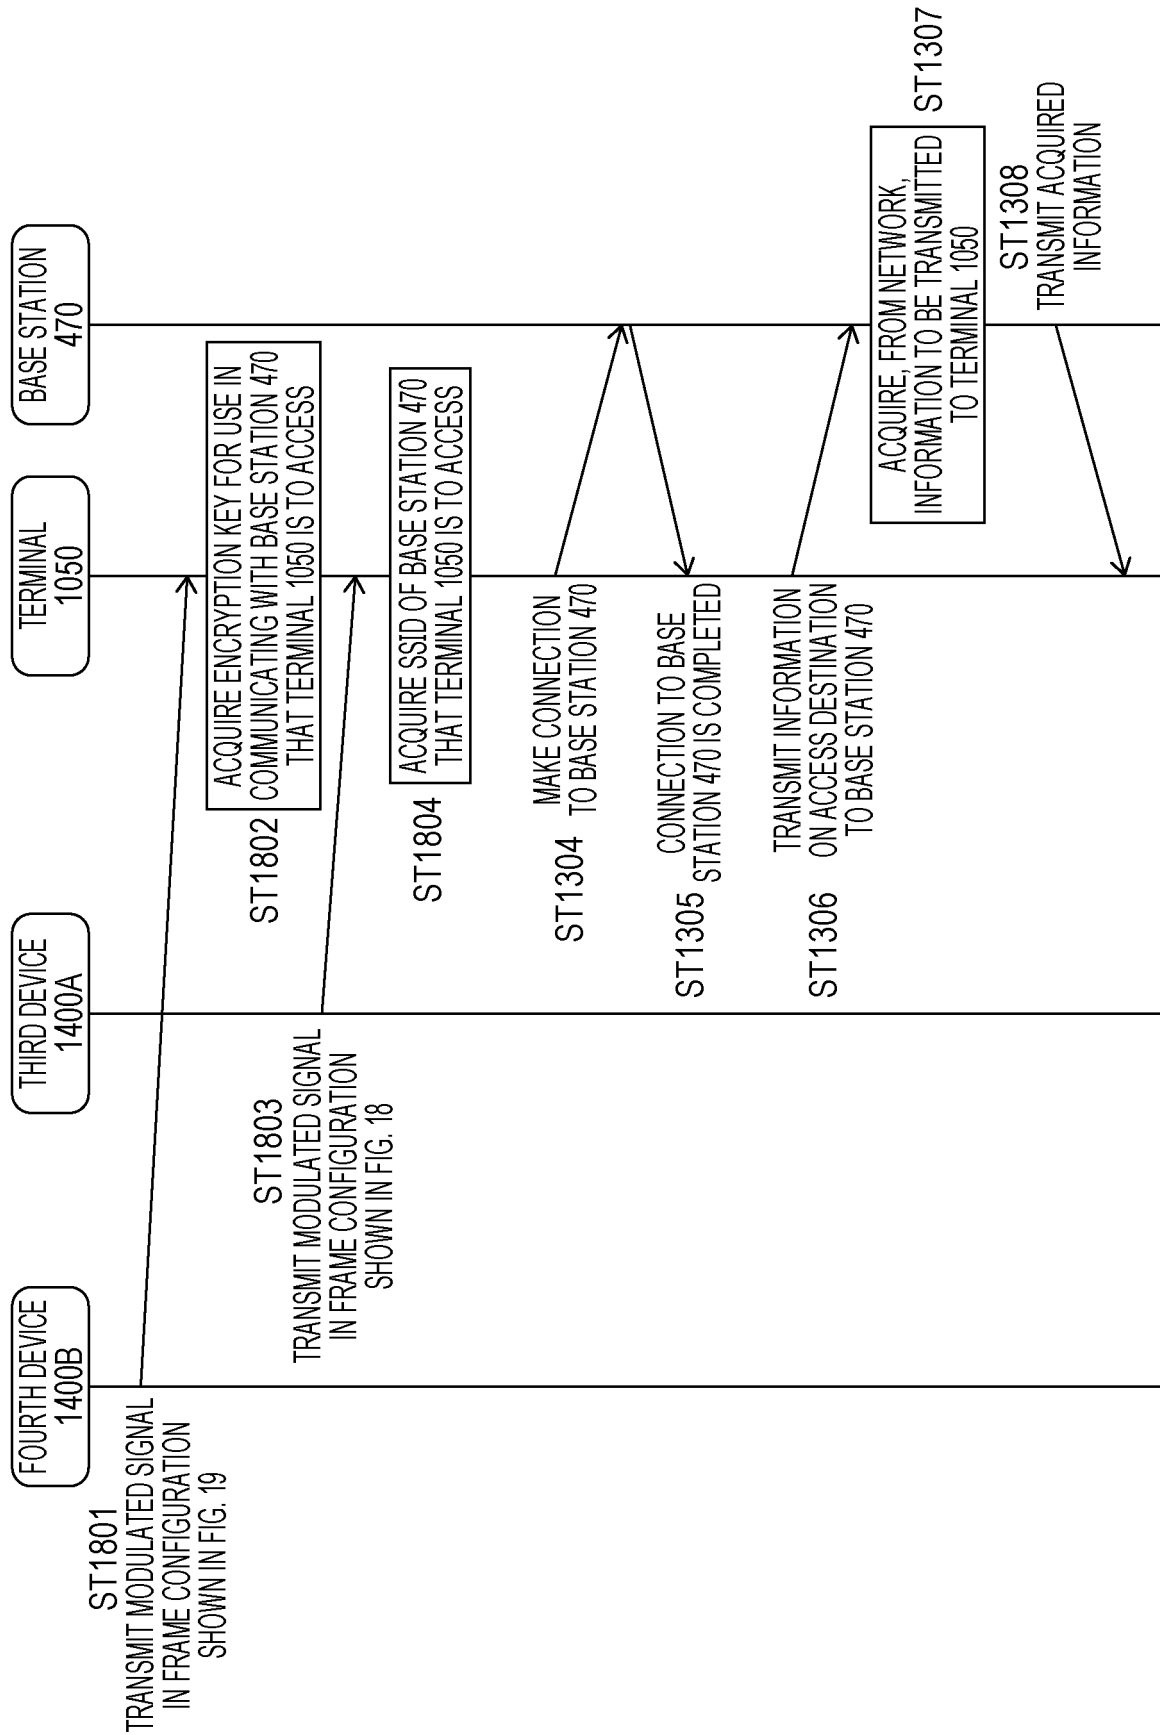 FOURTH DEVICE
1400B
THIRD DEVICE
1400A
TERMINAL
1050
BASE STATION
470
ST1801
TRANSMIT MODULATED SIGNAL
IN FRAME CONFIGURATION
SHOWN IN FIG. 19
ST1802
ACQUIRE ENCRYPTION KEY FOR USE IN
COMMUNICATING WITH BASE STATION 470
THAT TERMINAL 1050 IS TO ACCESS
ST1803
TRANSMIT MODULATED SIGNAL
IN FRAME CONFIGURATION
SHOWN IN FIG. 18
ST1804
ACQUIRE SSID OF BASE STATION 470
THAT TERMINAL 1050 IS TO ACCESS
ST1304
MAKE CONNECTION
TO BASE STATION 470
ST1305
CONNECTION TO BASE
STATION 470 IS COMPLETED
ST1306
TRANSMIT INFORMATION
ON ACCESS DESTINATION
TO BASE STATION 470
ACQUIRE, FROM NETWORK,
INFORMATION TO BE TRANSMITTED
TO TERMINAL 1050
ST1307
ST1308
TRANSMIT ACQUIRED
INFORMATION